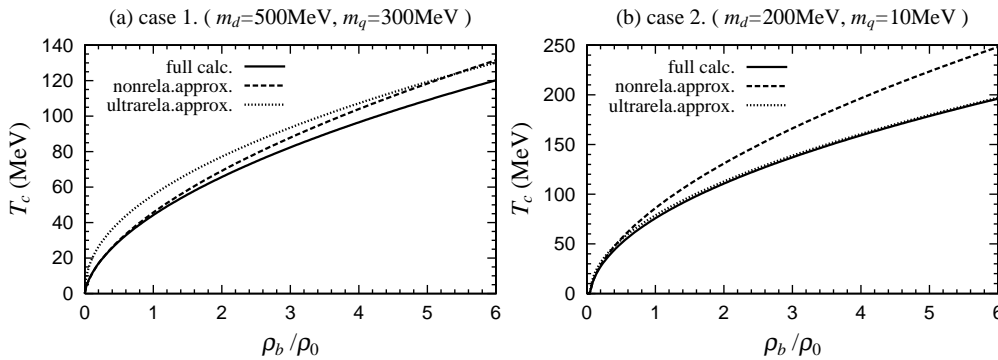 (a) case 1. ( m_d=500MeV, m_q=300MeV )
140
120
100
80
60
40
20
0
T_c (MeV)
full calc.
nonrela.approx.
ultrarela.approx.
0 1 2 3 4 5 6
ρ_b /ρ_0
(b) case 2. ( m_d=200MeV, m_q=10MeV )
250
200
150
100
50
0
T_c (MeV)
full calc.
nonrela.approx.
ultrarela.approx.
0 1 2 3 4 5 6
ρ_b /ρ_0